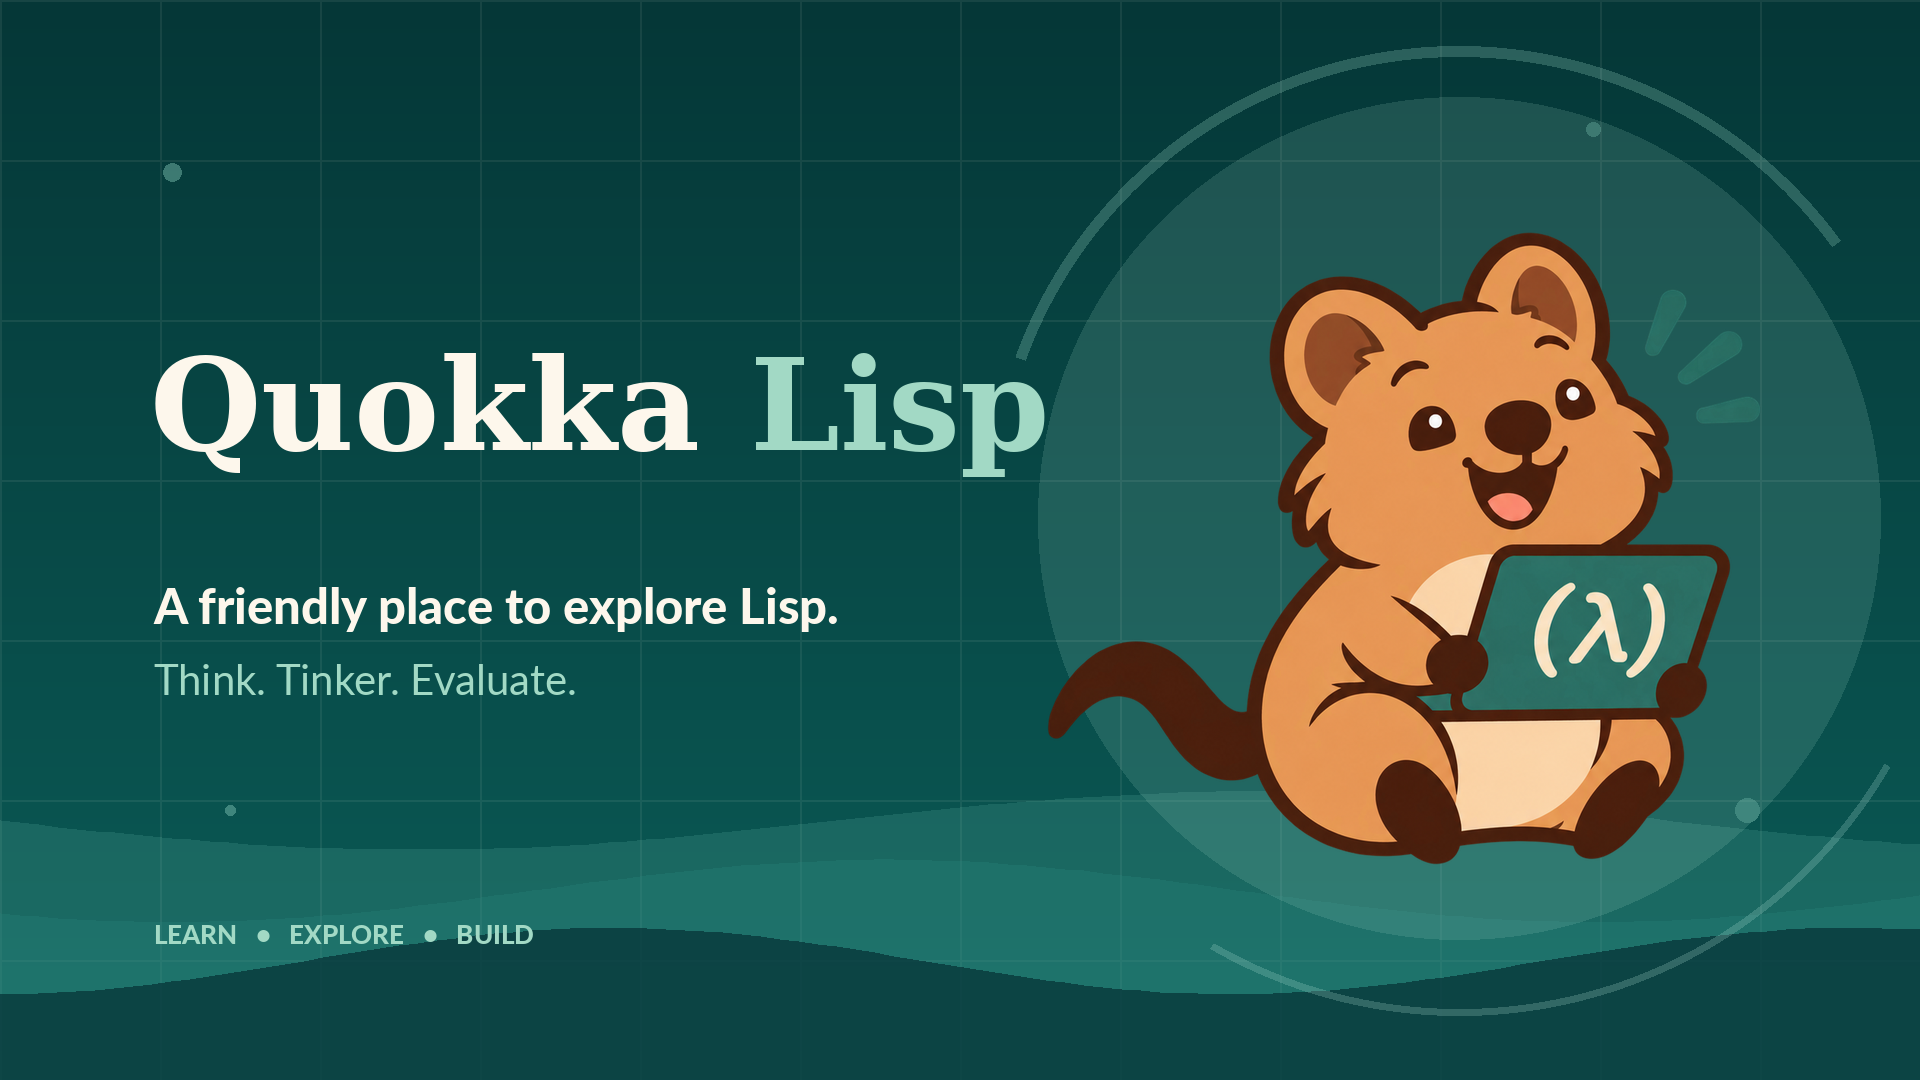 Quokka Lisp
A friendly place to explore Lisp.
Think. Tinker. Evaluate.
(λ)
LEARN • EXPLORE • BUILD